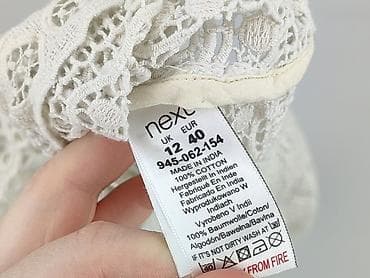 next
UK EUR
12 40
945-062-154
MADE IN INDIA
100% COTTON
Hergestellt In Indien
Fabriqué En Inde
Fabricado En India
Wyprodukowano W
Indiach
Vyrobeno V Indii
100% Baumwolle/Coton/
Algodón/Bawełna/Bavlna
IF IT'S NOT DIRTY WASH AT 30
Y FROM FIRE